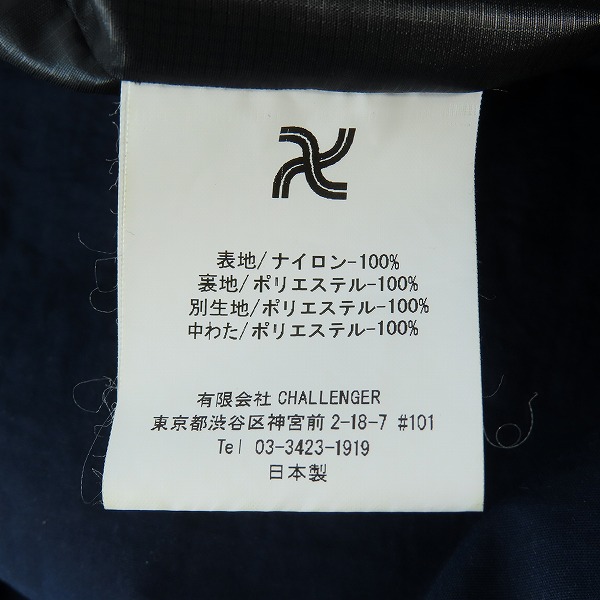 表地/ナイロン-100%
裏地/ポリエステル-100%
別生地/ポリエステル-100%
中わた/ポリエステル-100%
有限会社 CHALLENGER
東京都渋谷区神宮前 2-18-7 #101
Tel 03-3423-1919
日本製